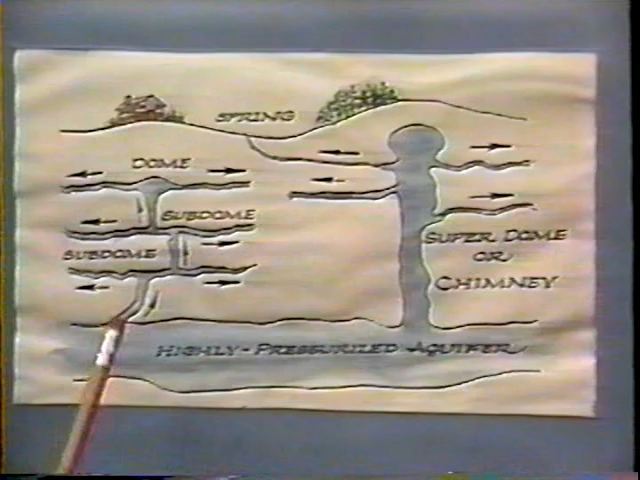 SPRING
DOME
SUBDOME
SUBDOME
SUPER DOME
OR
CHIMNEY
HIGHLY-PRESSURIZED AQUIFER